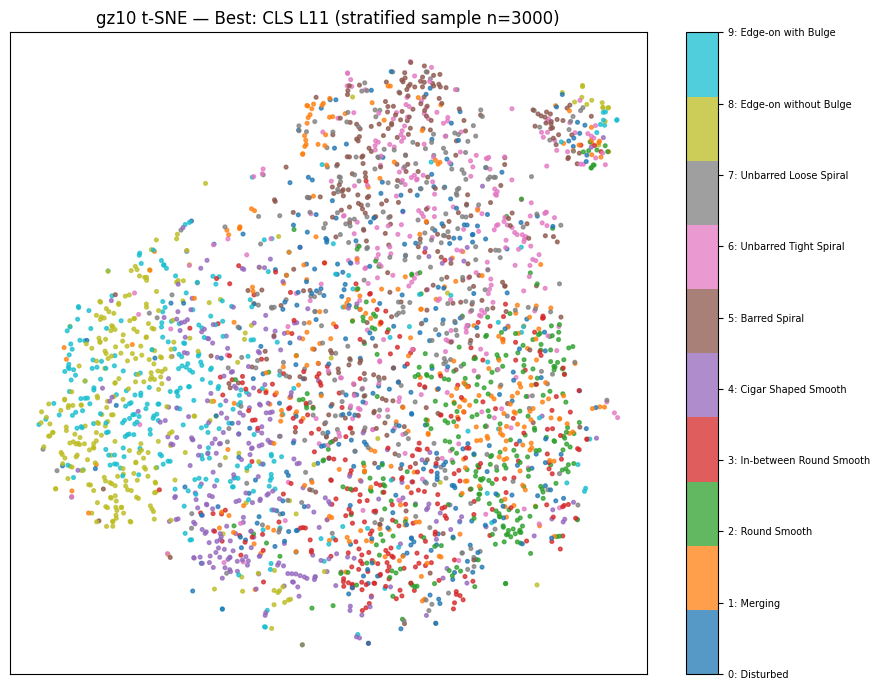 gz10 t-SNE — Best: CLS L11 (stratified sample n=3000)
9: Edge-on with Bulge
8: Edge-on without Bulge
7: Unbarred Loose Spiral
6: Unbarred Tight Spiral
5: Barred Spiral
4: Cigar Shaped Smooth
3: In-between Round Smooth
2: Round Smooth
1: Merging
0: Disturbed